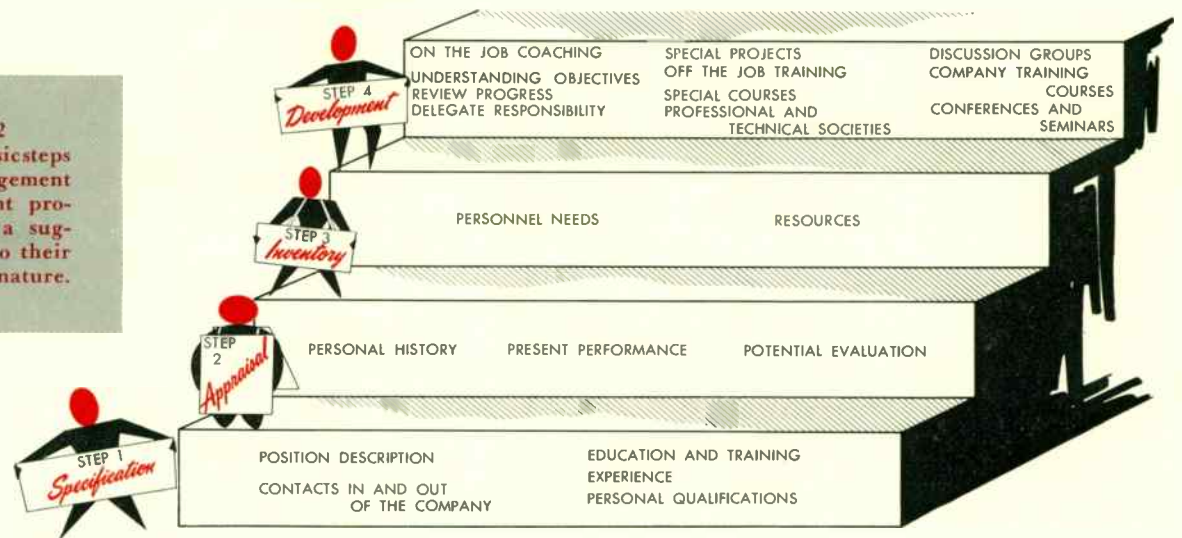 2
sic steps
gement
nt pro-
a sug-
o their
nature.
STEP 4
Development
ON THE JOB COACHING
UNDERSTANDING OBJECTIVES
REVIEW PROGRESS
DELEGATE RESPONSIBILITY
SPECIAL PROJECTS
OFF THE JOB TRAINING
SPECIAL COURSES
PROFESSIONAL AND
TECHNICAL SOCIETIES
DISCUSSION GROUPS
COMPANY TRAINING
COURSES
CONFERENCES AND
SEMINARS
STEP 3
Inventory
PERSONNEL NEEDS
RESOURCES
STEP
2
Appraisal
PERSONAL HISTORY
PRESENT PERFORMANCE
POTENTIAL EVALUATION
STEP 1
Specification
POSITION DESCRIPTION
CONTACTS IN AND OUT
OF THE COMPANY
EDUCATION AND TRAINING
EXPERIENCE
PERSONAL QUALIFICATIONS